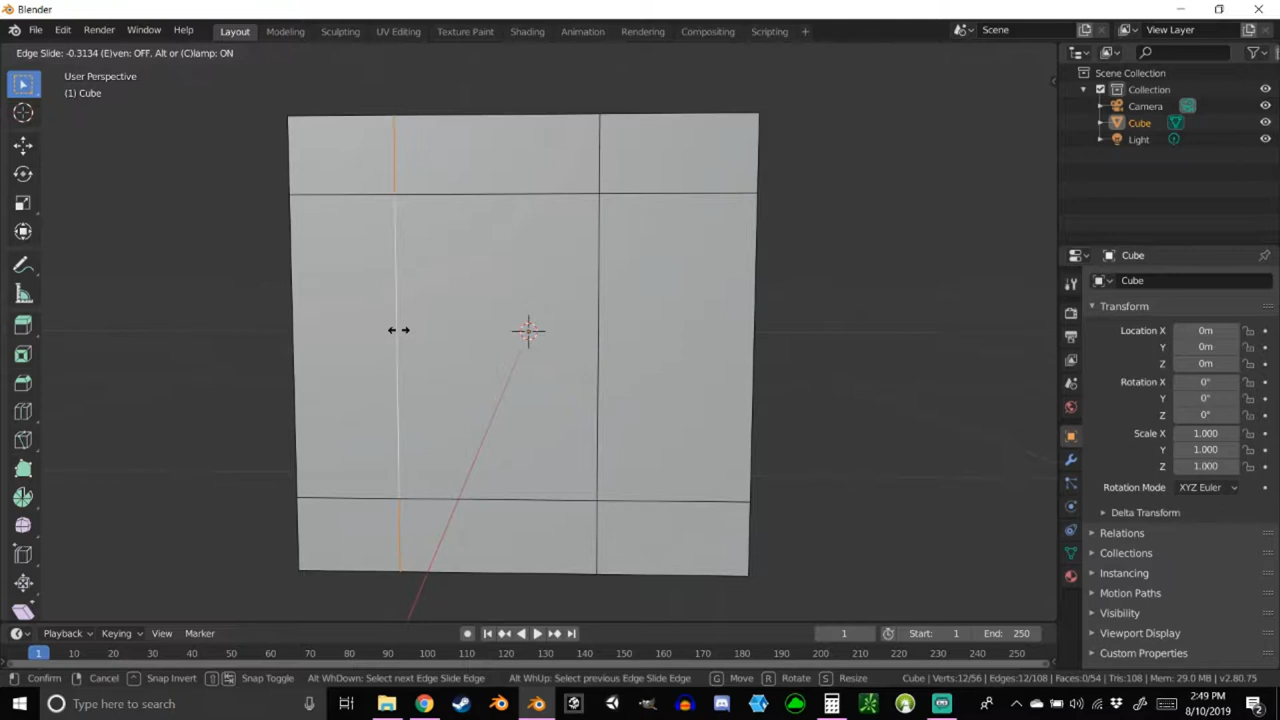 Blender
File Edit Render Window Help Layout Modeling Sculpting UV Editing Texture Paint Shading Animation Rendering Compositing Scripting + Scene View Layer
Edge Slide: -0.3134 (E)ven: OFF, Alt or (C)lamp: ON
User Perspective
(1) Cube
Scene Collection
Collection
Camera
Cube
Light
Cube
Cube
Transform
Location X 0m
Y 0m
Z 0m
Rotation X 0°
Y 0°
Z 0°
Scale X 1.000
Y 1.000
Z 1.000
Rotation Mode XYZ Euler
Delta Transform
Relations
Collections
Instancing
Motion Paths
Visibility
Viewport Display
Custom Properties
Playback Keying View Marker 1 Start: 1 End: 250
1 10 20 30 40 50 60 70 80 90 100 110 120 130 140 150 160 170 180 190 200 210 220 230 240 250
Confirm Cancel Snap Invert Snap Toggle Alt WhDown: Select next Edge Slide Edge Alt WhUp: Select previous Edge Slide Edge G Move R Rotate S Resize Cube | Verts:12/56 | Edges:12/108 | Faces:0/54 | Tris:108 | Mem: 29.0 MB | v2.80.75
Type here to search
2:49 PM
8/10/2019
2